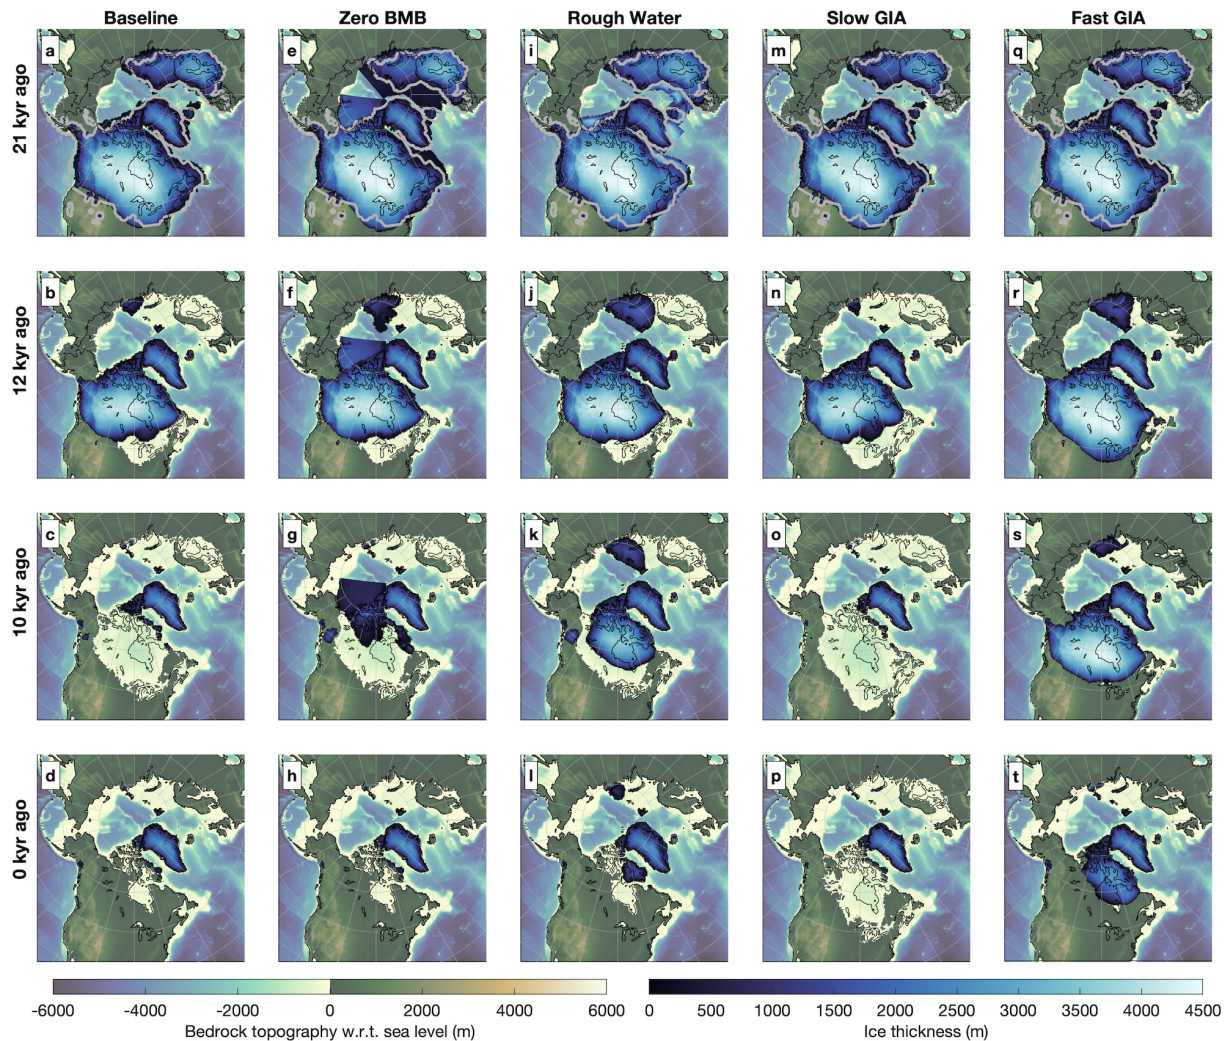 Baseline Zero BMB Rough Water Slow GIA Fast GIA
21 kyr ago
a e i m q
12 kyr ago
b f j n r
10 kyr ago
c g k o s
0 kyr ago
d h l p t
-6000 -4000 -2000 0 2000 4000 6000
Bedrock topography w.r.t. sea level (m)
0 500 1000 1500 2000 2500 3000 3500 4000 4500
Ice thickness (m)